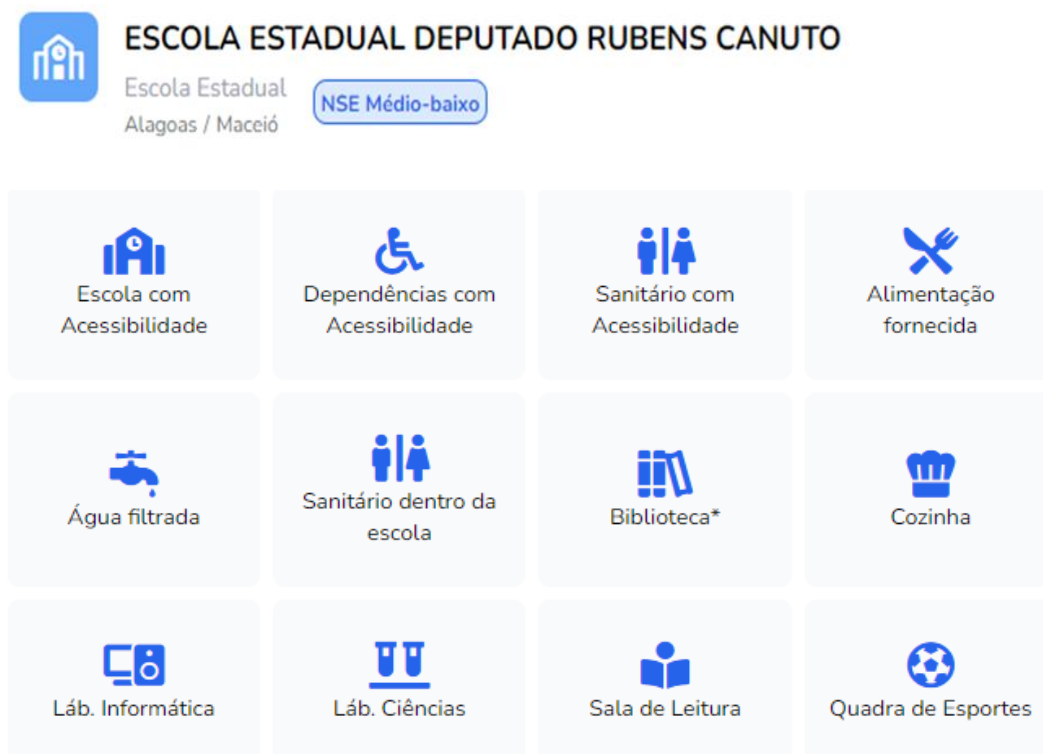 ESCOLA ESTADUAL DEPUTADO RUBENS CANUTO
Escola Estadual
NSE Médio-baixo
Alagoas / Maceió
Escola com
Acessibilidade
Dependências com
Acessibilidade
Sanitário com
Acessibilidade
Alimentação
fornecida
Água filtrada
Sanitário dentro da
escola
Biblioteca*
Cozinha
Láb. Informática
Láb. Ciências
Sala de Leitura
Quadra de Esportes